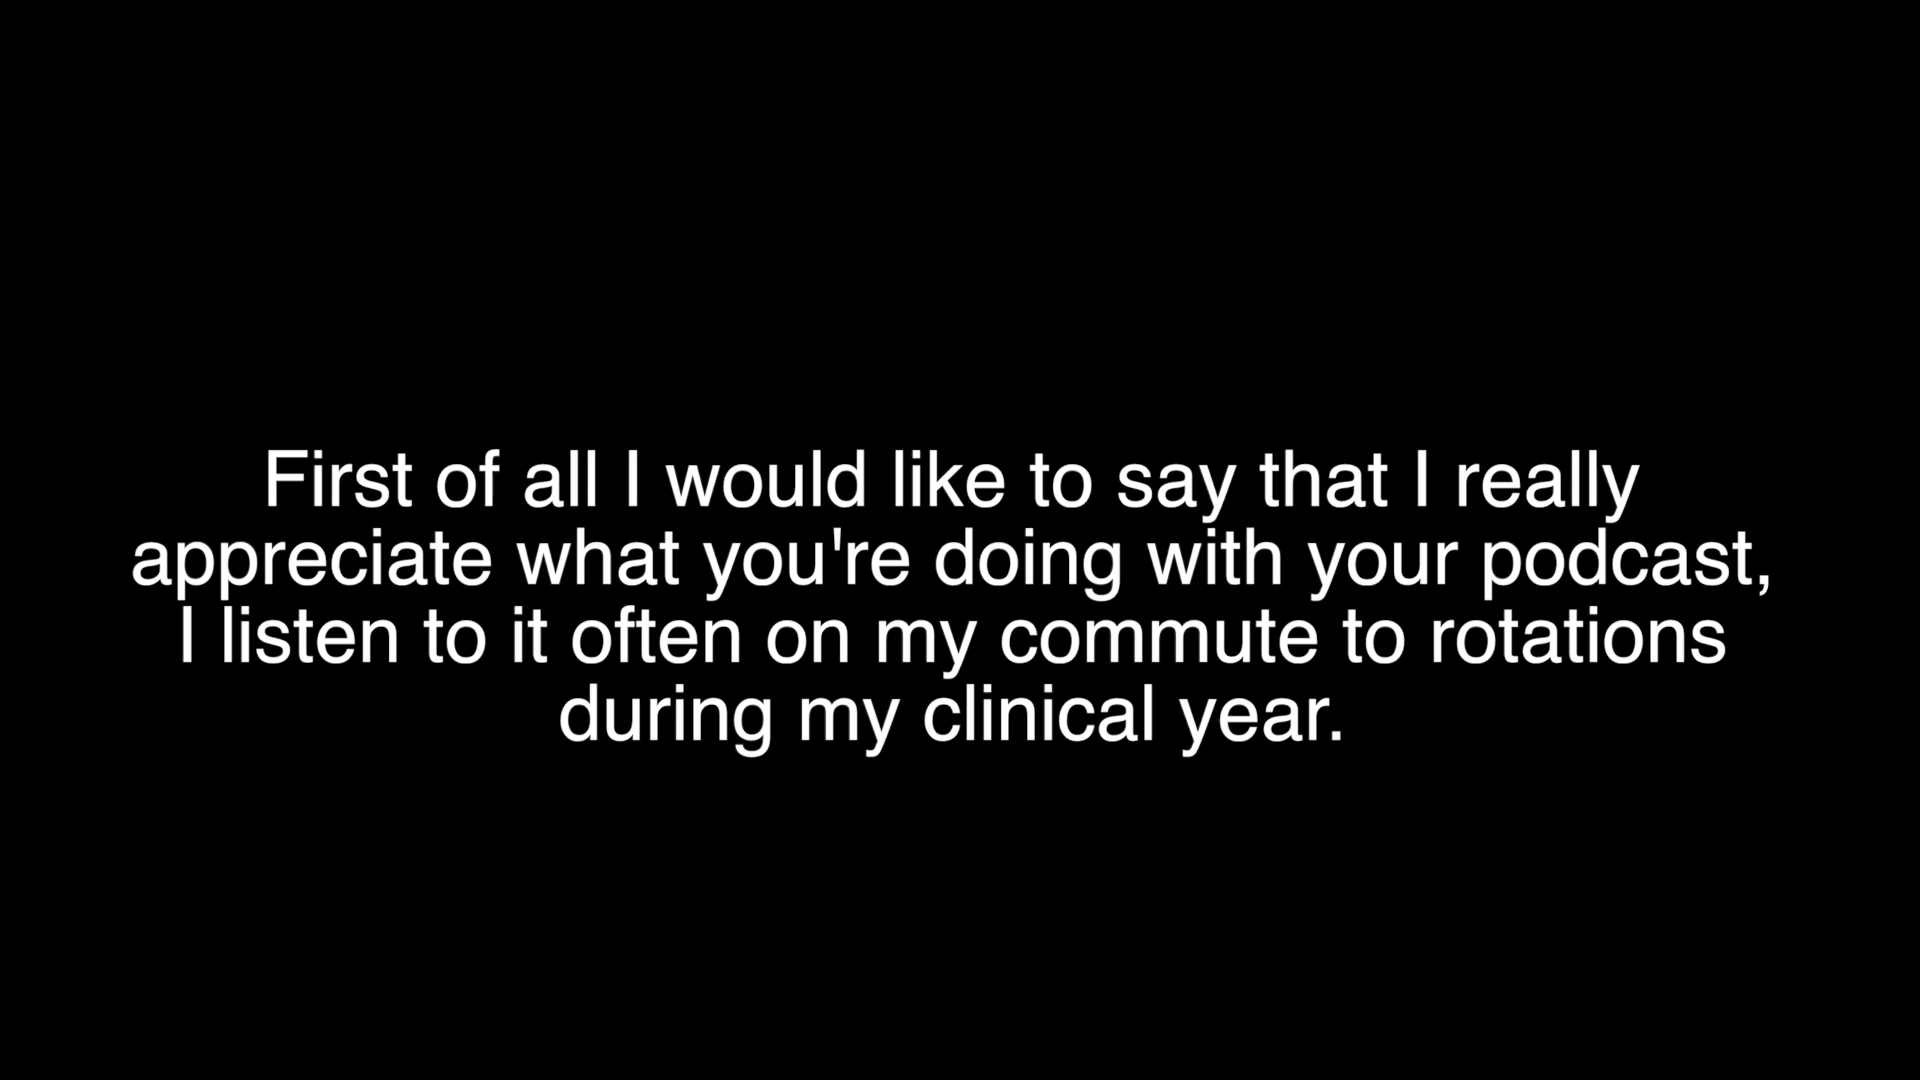 First of all I would like to say that I really
appreciate what you're doing with your podcast,
I listen to it often on my commute to rotations
during my clinical year.